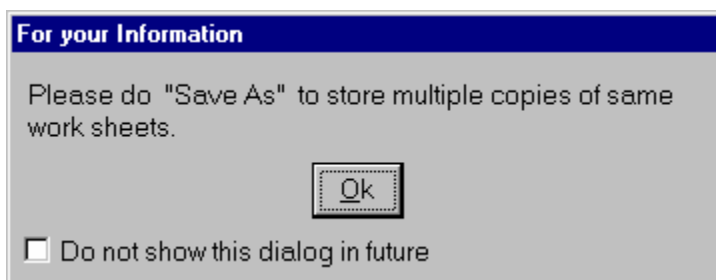 For your Information
Please do "Save As" to store multiple copies of same
work sheets.
Ok
Do not show this dialog in future